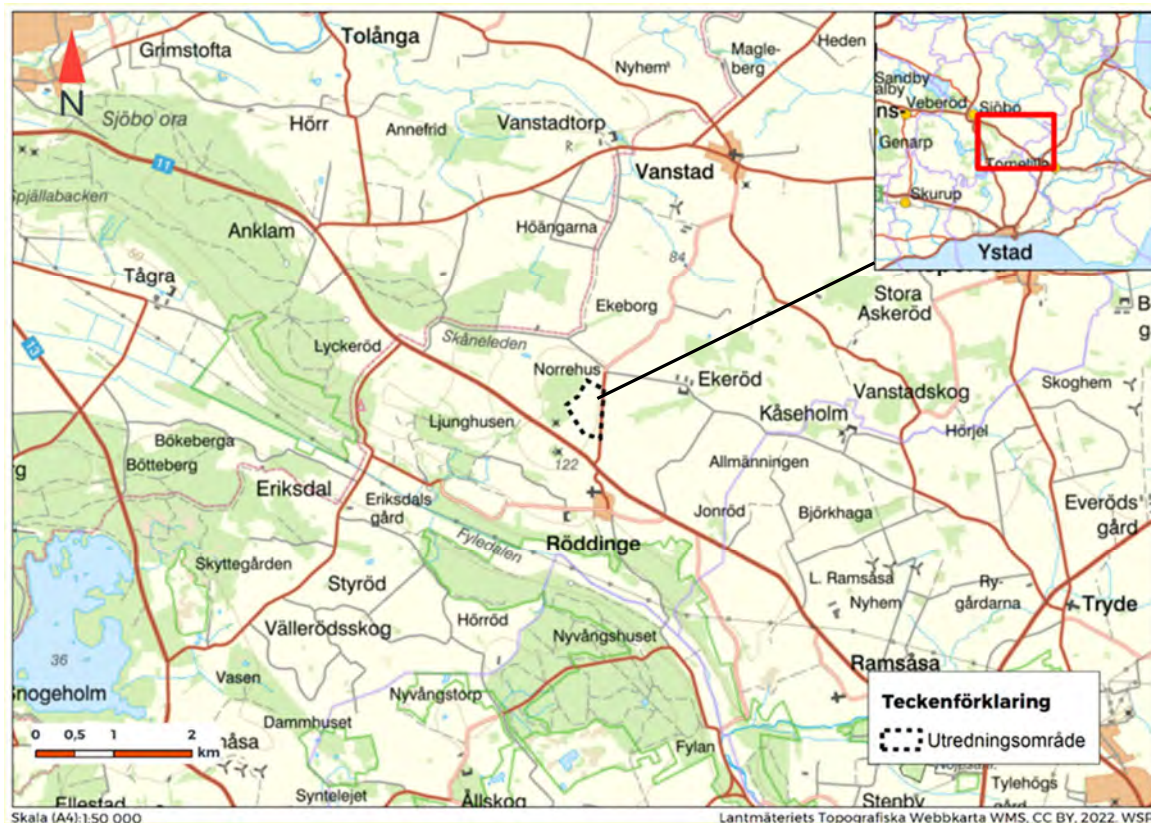 Grimstofta
Tolånga
Heden
Magle-
berg
Nyhem
N
Sjöbo ora
Hörr
Annefrid
Vanstadtorp
R
11
Vanstad
Spjällabacken
Anklam
Höängarna
84
59
Tågra
Ekeborg
Stora
Askeröd
13
Lyckeröd
Skåneleden
Norrehus
Ekeröd
Vanstadskog
Skoghem
Ljunghusen
Kåseholm
Hörjel
Bökeberga
Bötteberg
122
Allmänningen
Eriksdal
Eriksdals
gård
Jonröd
Björkhaga
Everöds
gård
Fyledalen
Röddinge
Skyttegården
Styröd
L. Ramsåsa
Nyhem
Ry-
gårdarna
Tryde
Vällerödsskog
Hörröd
Nyvångshuset
36
Snogeholm
Vasen
Nyvångstorp
Ramsåsa
Dammhuset
Fylan
Syntelejet
Ellestad
Ållskog
Stenby
Tylehögs
gård
Sandby
Veberöd
Sjöbo
Genarp
Tomelilla
Skurup
Ystad
Teckenförklaring
Utredningsområde
0 0,5 1 2
km
Skala (A4):1:50 000
Lantmäteriets Topografiska Webbkarta WMS, CC BY, 2022, WSP